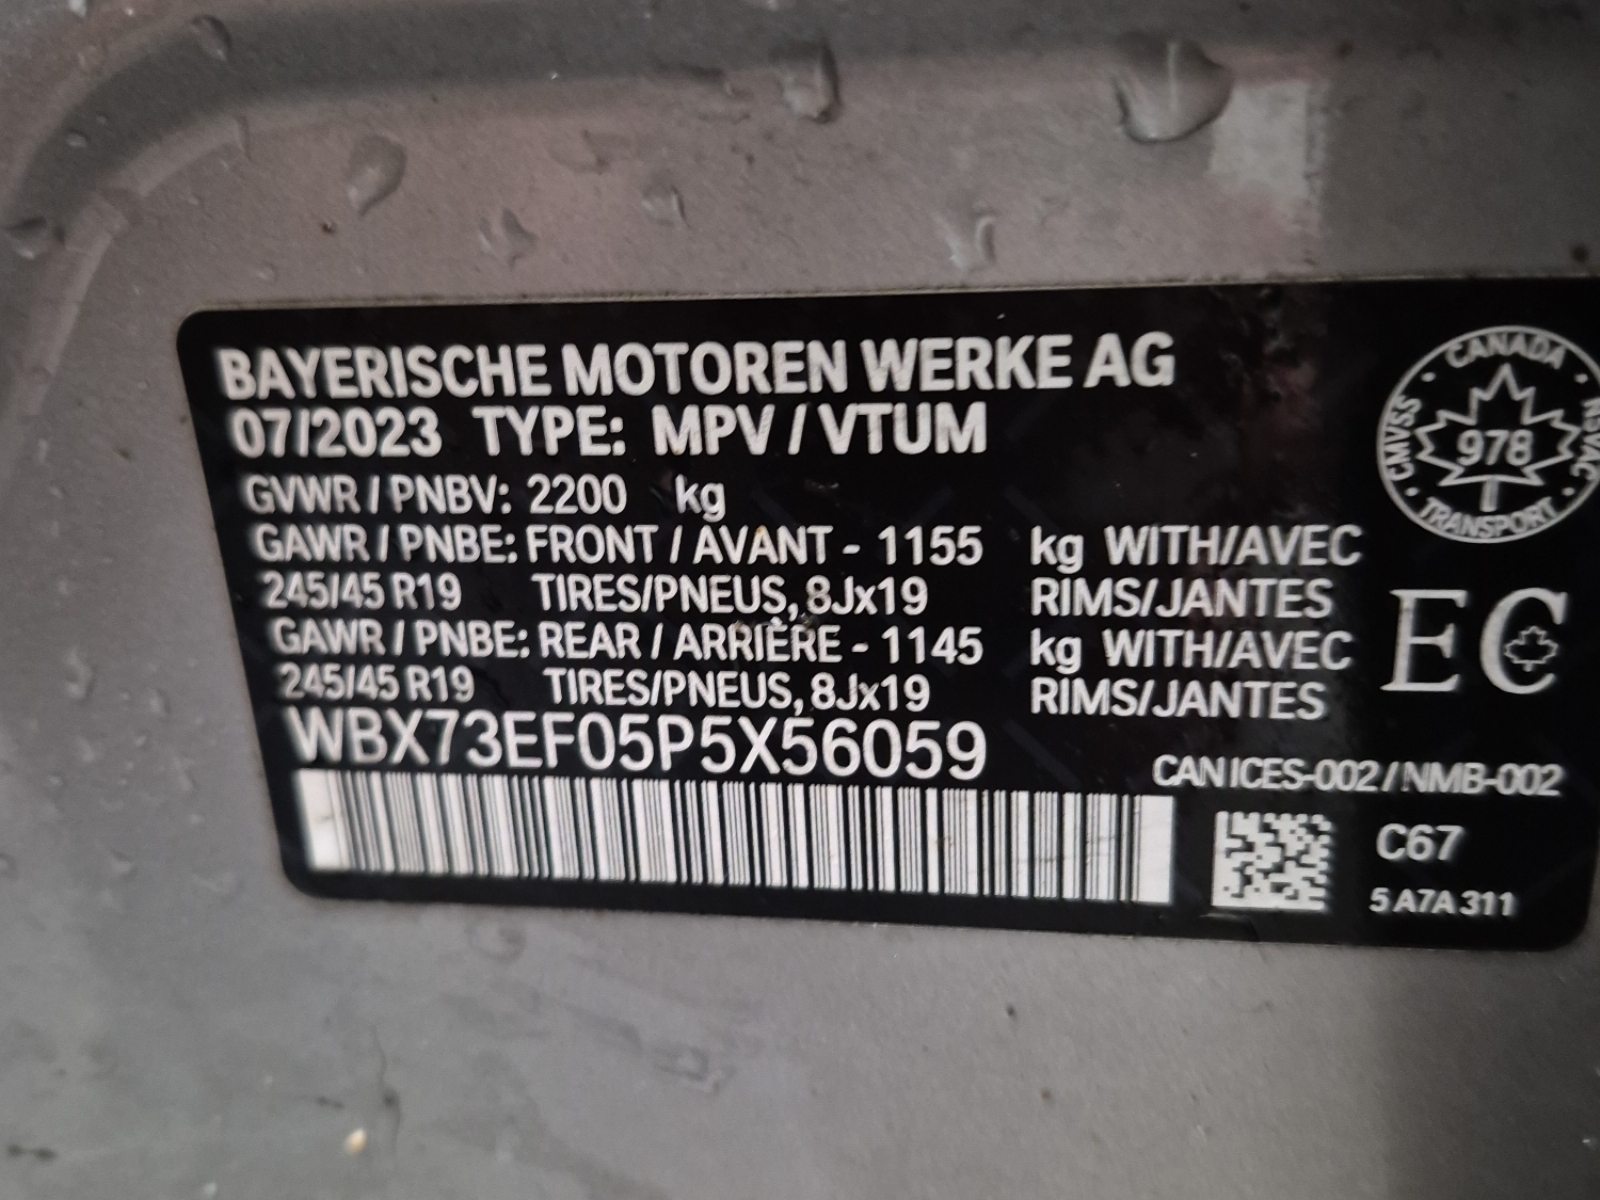 BAYERISCHE MOTOREN WERKE AG
07/2023 TYPE: MPV / VTUM
GVWR / PNBV: 2200 kg
GAWR / PNBE: FRONT / AVANT - 1155 kg WITH/AVEC
245/45 R19 TIRES/PNEUS, 8Jx19 RIMS/JANTES
GAWR / PNBE: REAR / ARRIÈRE - 1145 kg WITH/AVEC
245/45 R19 TIRES/PNEUS, 8Jx19 RIMS/JANTES
WBX73EF05P5X56059
CANADA
CMVSS
978
NSVAC
TRANSPORT
EC
CAN ICES-002 / NMB-002
C67
5 A7A 311